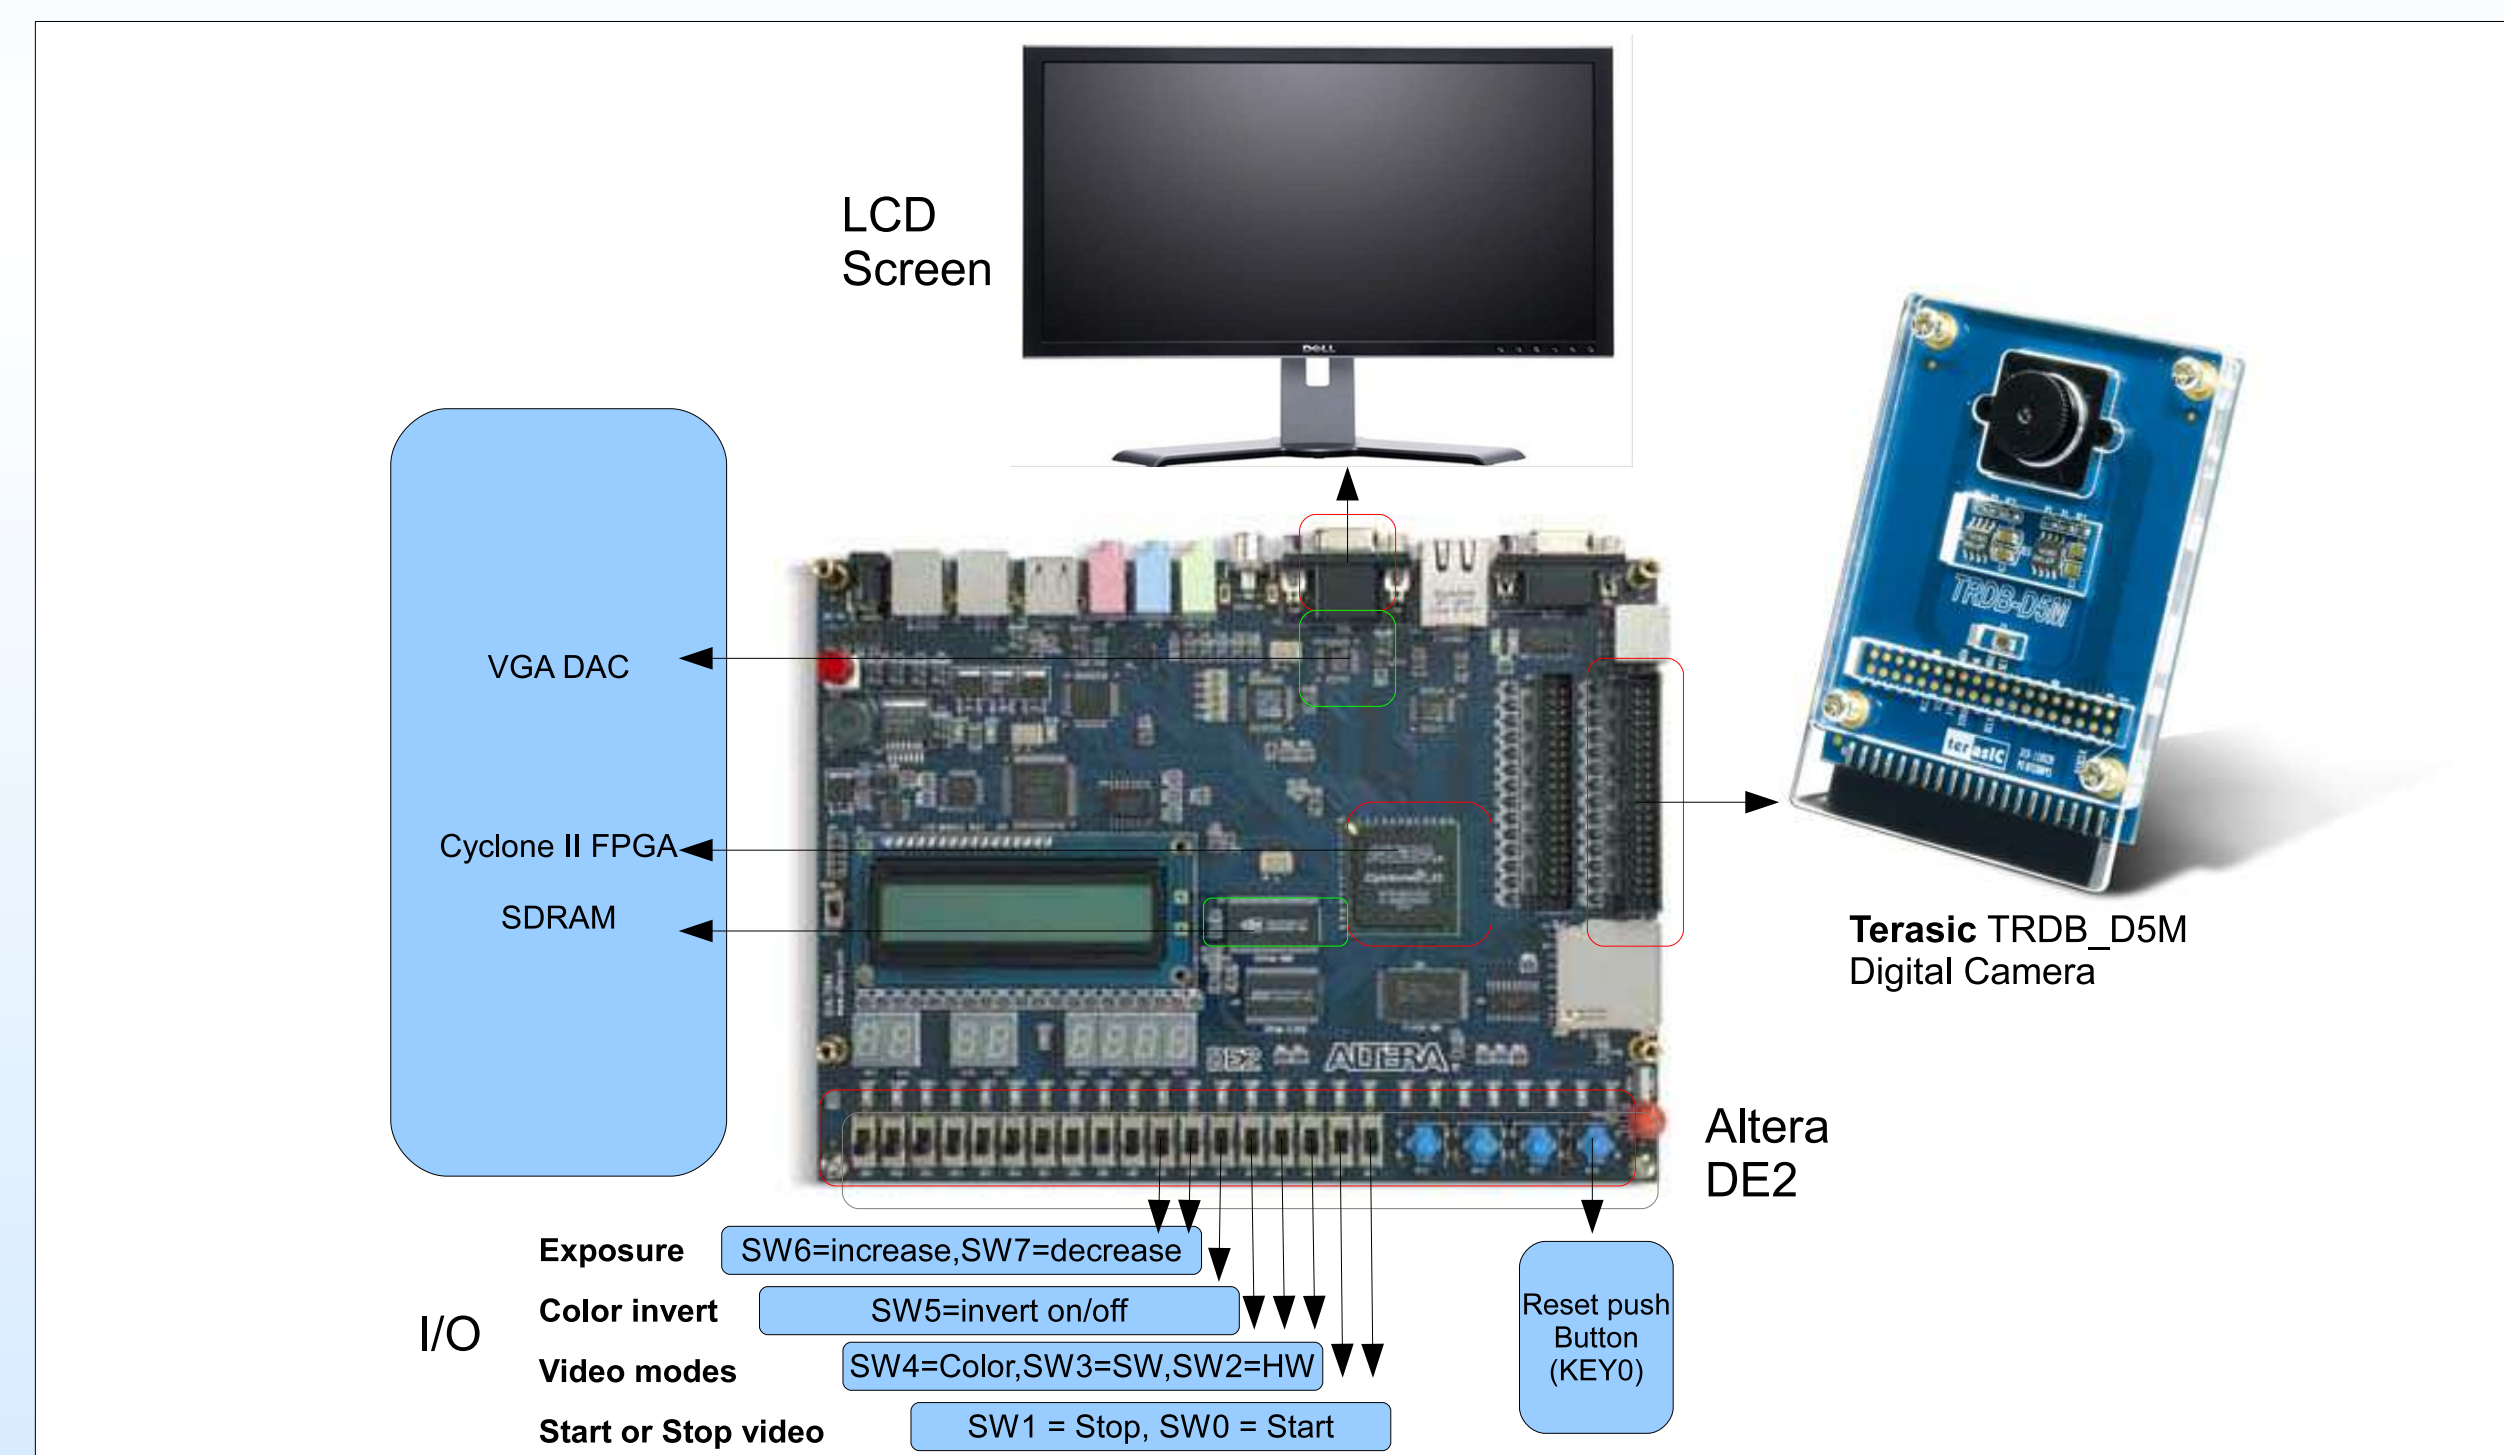 LCD
Screen
DELL
VGA DAC
Cyclone II FPGA
SDRAM
TRDB-D5M
terasIC
Terasic TRDB_D5M
Digital Camera
DE2 ALTERA
Altera
DE2
I/O
Exposure SW6=increase,SW7=decrease
Color invert SW5=invert on/off
Video modes SW4=Color,SW3=SW,SW2=HW
Start or Stop video SW1 = Stop, SW0 = Start
Reset push
Button
(KEY0)